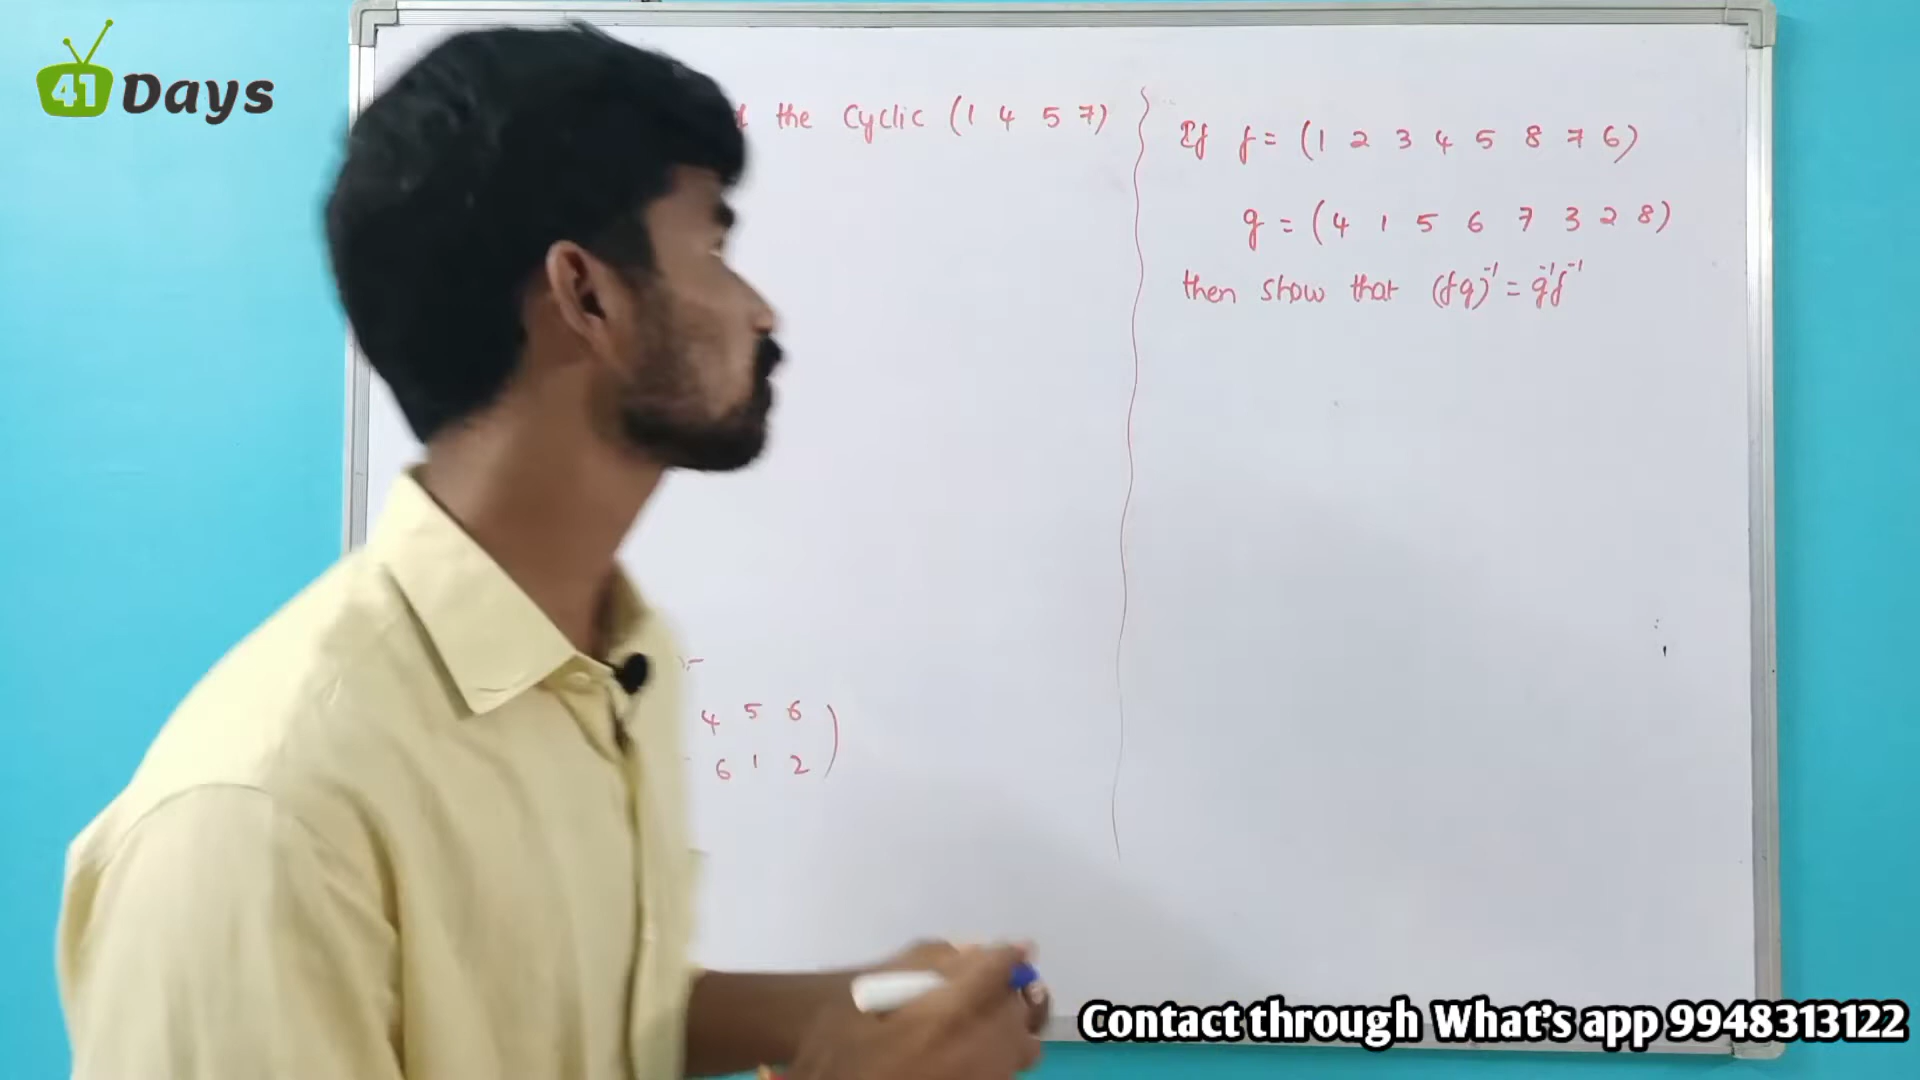 41 Days
the Cyclic (1 4 5 7)
4 5 6
6 1 2
If f = (1 2 3 4 5 8 7 6)
g = (4 1 5 6 7 3 2 8)
then show that (fg)⁻¹ = g⁻¹f⁻¹
Contact through What's app 9948313122